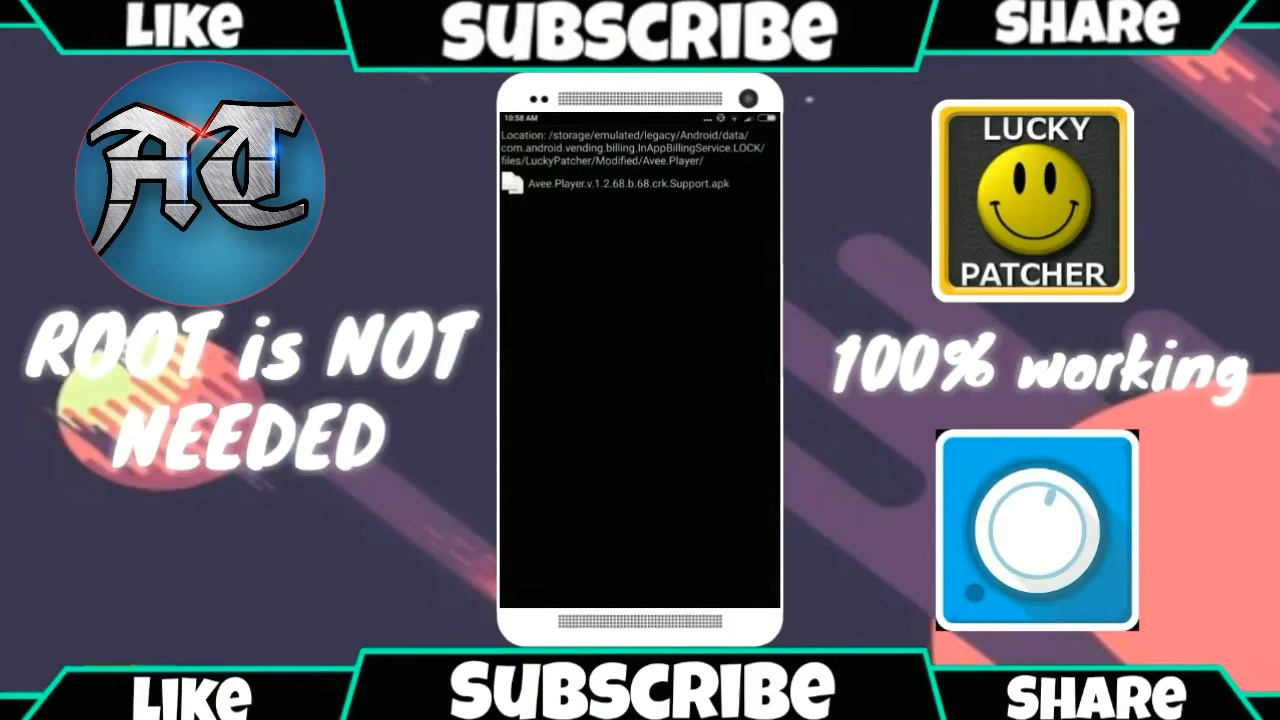 LIKE
SUBSCRIBE
SHARE
AT
10:58 AM
Location: /storage/emulated/legacy/Android/data/
com.android.vending.billing.InAppBillingService.LOCK/
files/LuckyPatcher/Modified/Avee.Player/
Avee.Player.v.1.2.68.b.68.crk.Support.apk
LUCKY
PATCHER
ROOT is NOT
NEEDED
100% working
LIKE
SUBSCRIBE
SHARE